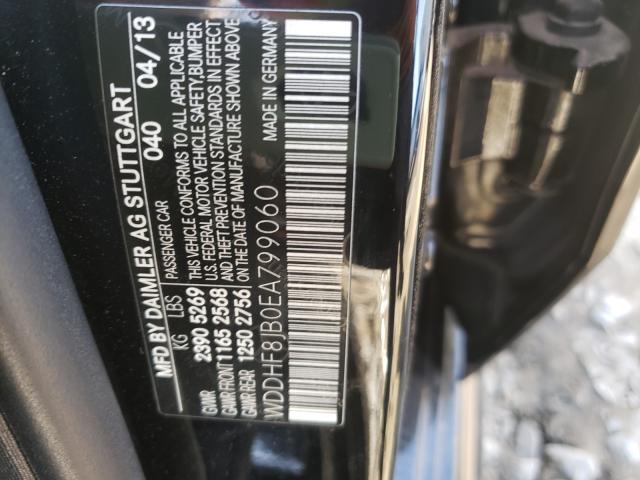 MFD BY DAIMLER AG STUTTGART
040 04/13
PASSENGER CAR
KG LBS
GVWR 2390 5269
GAWR FRONT 1165 2568
GAWR REAR 1250 2756
THIS VEHICLE CONFORMS TO ALL APPLICABLE
U.S. FEDERAL MOTOR VEHICLE SAFETY,BUMPER
AND THEFT PREVENTION STANDARDS IN EFFECT
ON THE DATE OF MANUFACTURE SHOWN ABOVE
MADE IN GERMANY
WDDHF8JB0EA799060